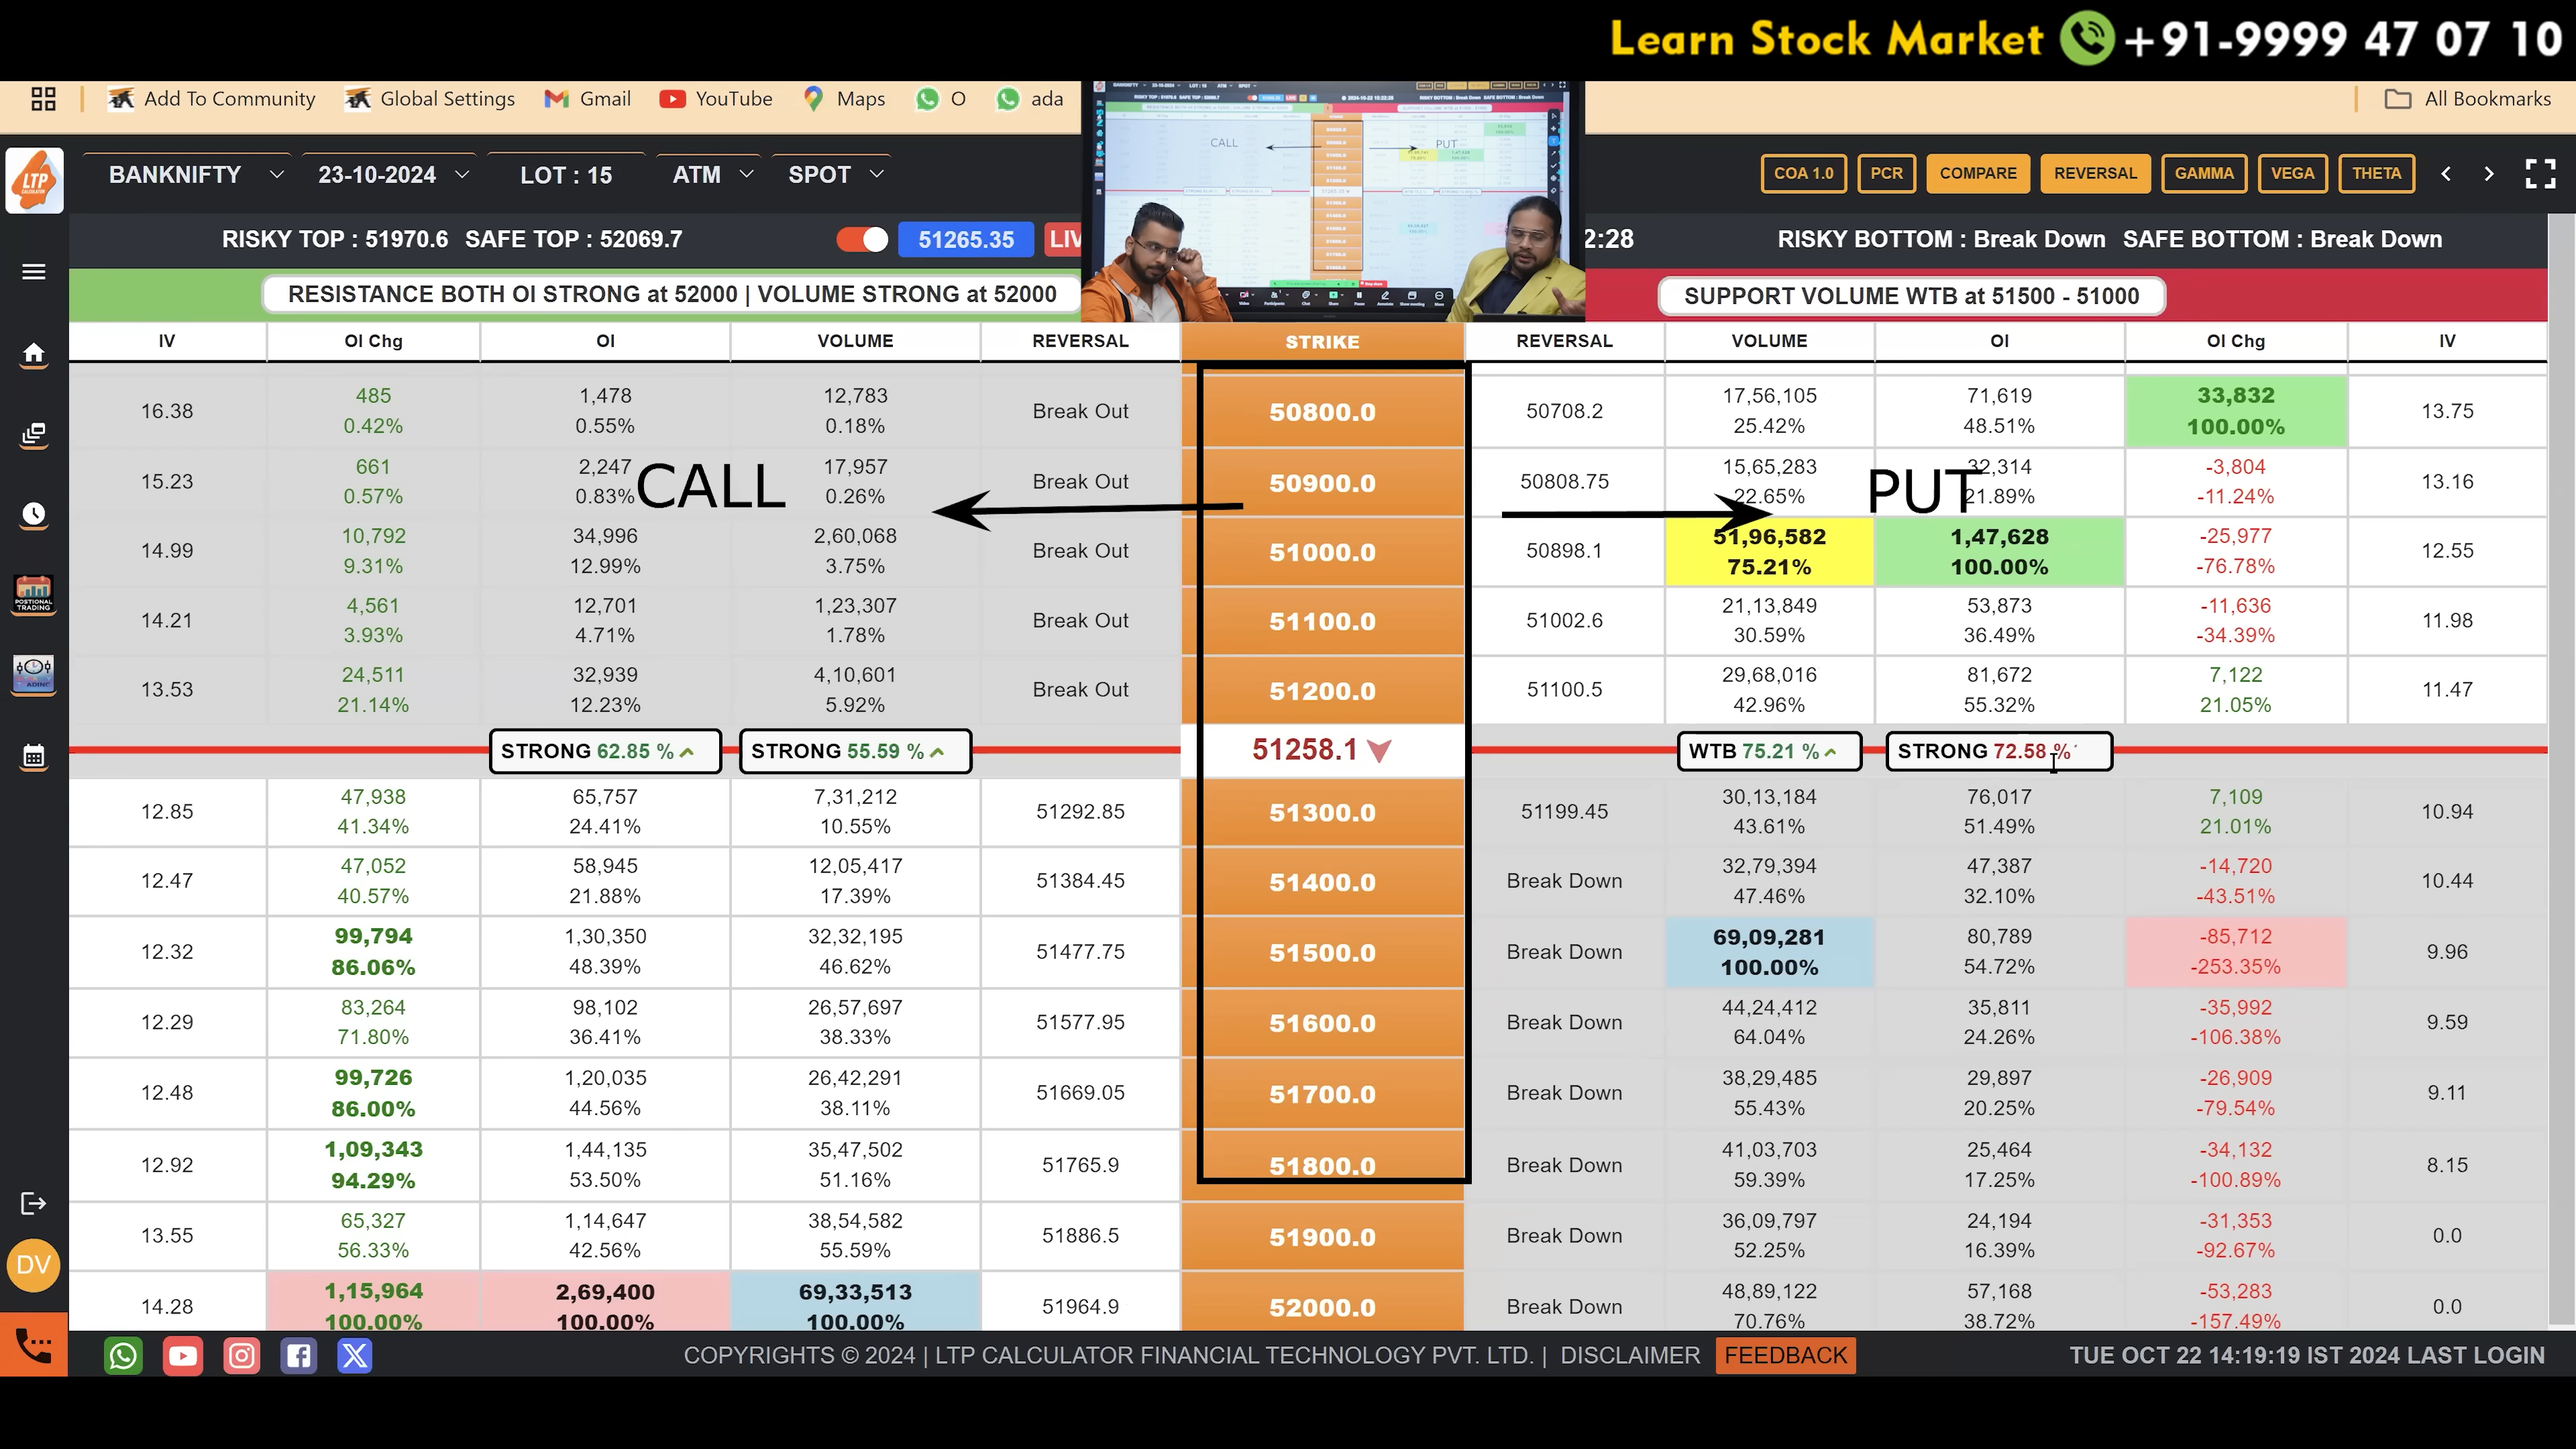 Learn Stock Market +91-9999 47 07 10
Add To Community Global Settings Gmail YouTube Maps O ada All Bookmarks
LTP CALCULATOR BANKNIFTY 23-10-2024 LOT : 15 ATM SPOT COA 1.0 PCR COMPARE REVERSAL GAMMA VEGA THETA
RISKY TOP : 51970.6 SAFE TOP : 52069.7 51265.35 LIV 2:28 RISKY BOTTOM : Break Down SAFE BOTTOM : Break Down
RESISTANCE BOTH OI STRONG at 52000 | VOLUME STRONG at 52000 SUPPORT VOLUME WTB at 51500 - 51000
IV OI Chg OI VOLUME REVERSAL STRIKE REVERSAL VOLUME OI OI Chg IV
485 1,478 12,783 17,56,105 71,619 33,832
16.38 Break Out 50800.0 50708.2 13.75
0.42% 0.55% 0.18% 25.42% 48.51% 100.00%
661 2,247 17,957 15,65,283 32,314 -3,804
15.23 CALL Break Out 50900.0 50808.75 PUT 13.16
0.57% 0.83% 0.26% 22.65% 21.89% -11.24%
10,792 34,996 2,60,068 51,96,582 1,47,628 -25,977
14.99 Break Out 51000.0 50898.1 12.55
9.31% 12.99% 3.75% 75.21% 100.00% -76.78%
4,561 12,701 1,23,307 21,13,849 53,873 -11,636
14.21 Break Out 51100.0 51002.6 11.98
3.93% 4.71% 1.78% 30.59% 36.49% -34.39%
24,511 32,939 4,10,601 29,68,016 81,672 7,122
13.53 Break Out 51200.0 51100.5 11.47
21.14% 12.23% 5.92% 42.96% 55.32% 21.05%
STRONG 62.85 % STRONG 55.59 % 51258.1 WTB 75.21 % STRONG 72.58 %
47,938 65,757 7,31,212 30,13,184 76,017 7,109
12.85 51292.85 51300.0 51199.45 10.94
41.34% 24.41% 10.55% 43.61% 51.49% 21.01%
47,052 58,945 12,05,417 32,79,394 47,387 -14,720
12.47 51384.45 51400.0 Break Down 10.44
40.57% 21.88% 17.39% 47.46% 32.10% -43.51%
99,794 1,30,350 32,32,195 69,09,281 80,789 -85,712
12.32 51477.75 51500.0 Break Down 9.96
86.06% 48.39% 46.62% 100.00% 54.72% -253.35%
83,264 98,102 26,57,697 44,24,412 35,811 -35,992
12.29 51577.95 51600.0 Break Down 9.59
71.80% 36.41% 38.33% 64.04% 24.26% -106.38%
99,726 1,20,035 26,42,291 38,29,485 29,897 -26,909
12.48 51669.05 51700.0 Break Down 9.11
86.00% 44.56% 38.11% 55.43% 20.25% -79.54%
1,09,343 1,44,135 35,47,502 41,03,703 25,464 -34,132
12.92 51765.9 51800.0 Break Down 8.15
94.29% 53.50% 51.16% 59.39% 17.25% -100.89%
65,327 1,14,647 38,54,582 36,09,797 24,194 -31,353
13.55 51886.5 51900.0 Break Down 0.0
56.33% 42.56% 55.59% 52.25% 16.39% -92.67%
1,15,964 2,69,400 69,33,513 48,89,122 57,168 -53,283
14.28 51964.9 52000.0 Break Down 0.0
100.00% 100.00% 100.00% 70.76% 38.72% -157.49%
POSTIONAL TRADING
DV
COPYRIGHTS © 2024 | LTP CALCULATOR FINANCIAL TECHNOLOGY PVT. LTD. | DISCLAIMER FEEDBACK TUE OCT 22 14:19:19 IST 2024 LAST LOGIN
CALL PUT